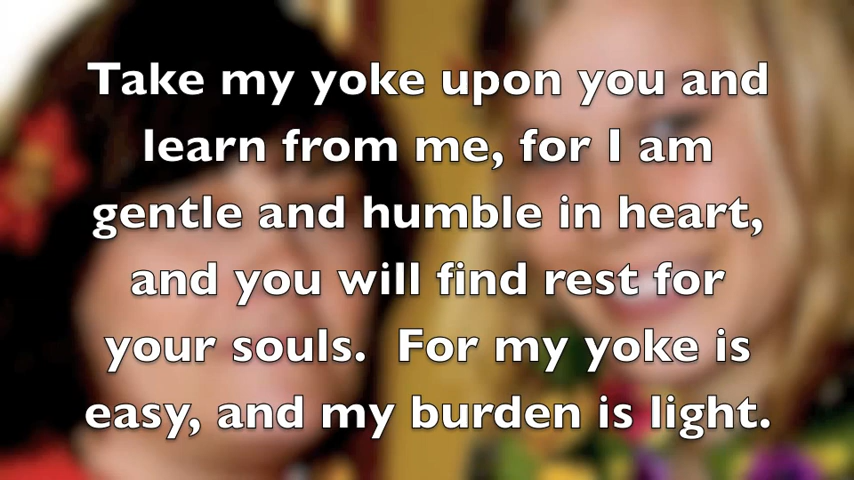 Take my yoke upon you and
learn from me, for I am
gentle and humble in heart,
and you will find rest for
your souls.  For my yoke is
easy, and my burden is light.